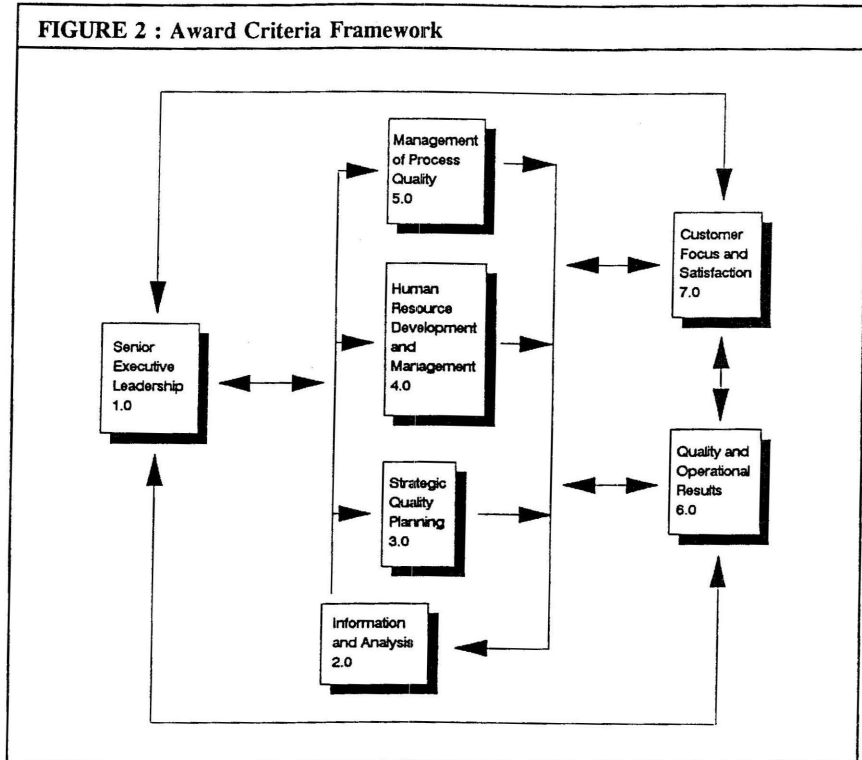 FIGURE 2 : Award Criteria Framework
Management
of Process
Quality
5.0
Customer
Focus and
Satisfaction
7.0
Human
Resource
Development
and
Management
4.0
Senior
Executive
Leadership
1.0
Quality and
Operational
Results
6.0
Strategic
Quality
Planning
3.0
Information
and Analysis
2.0